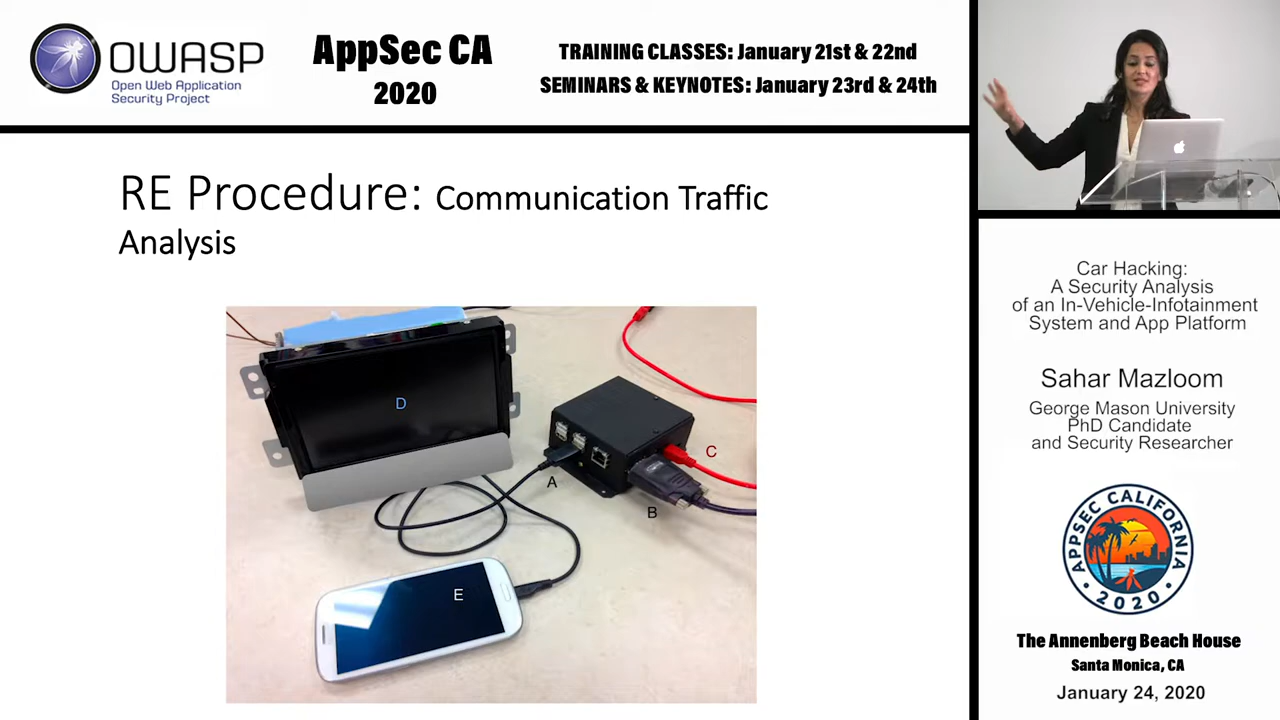 OWASP
Open Web Application
Security Project
AppSec CA
2020
TRAINING CLASSES: January 21st & 22nd
SEMINARS & KEYNOTES: January 23rd & 24th
RE Procedure: Communication Traffic
Analysis
D
C
A
B
E
Car Hacking:
A Security Analysis
of an In-Vehicle-Infotainment
System and App Platform
Sahar Mazloom
George Mason University
PhD Candidate
and Security Researcher
APPSEC CALIFORNIA
2020
The Annenberg Beach House
Santa Monica, CA
January 24, 2020